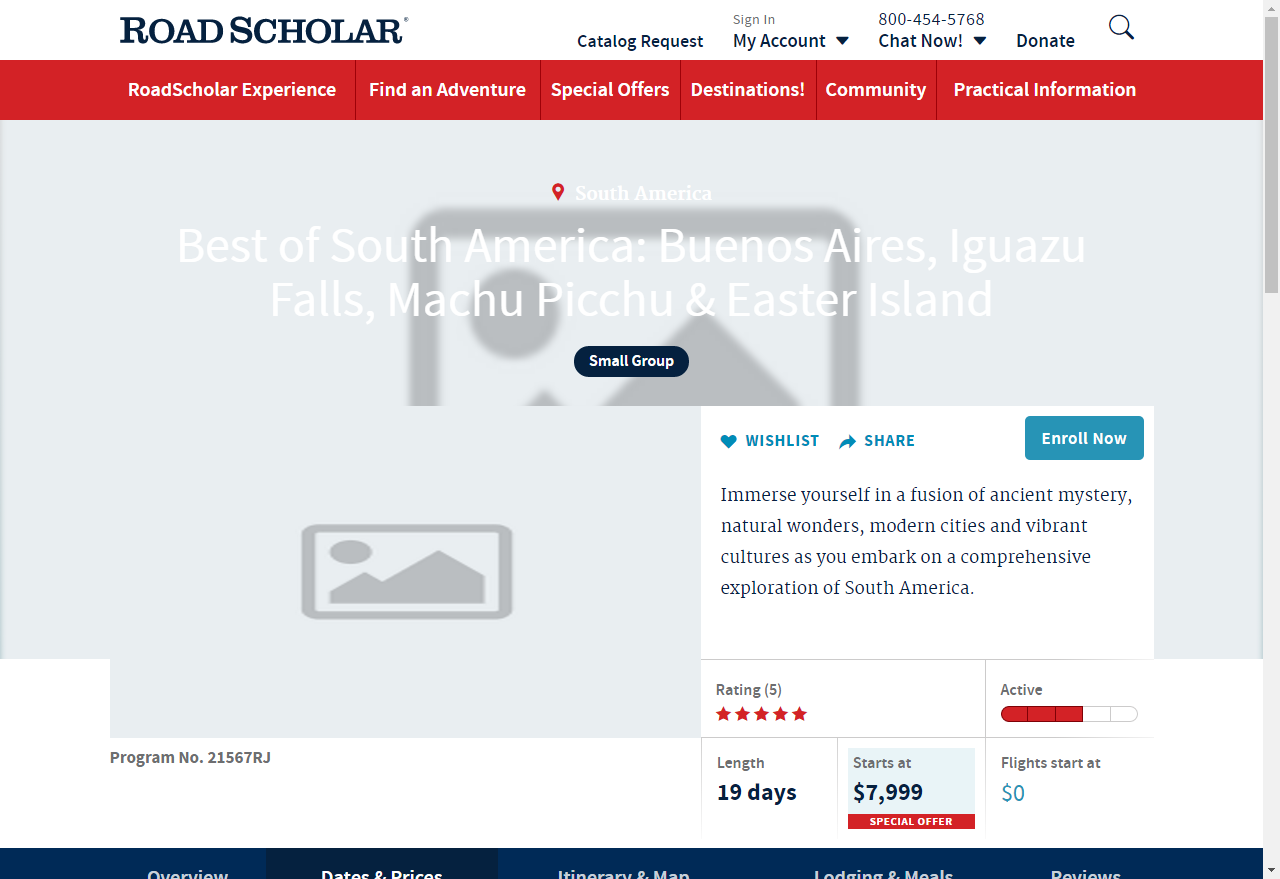 ROAD SCHOLAR®
Sign In
800-454-5768
Catalog Request
My Account
Chat Now!
Donate
RoadScholar Experience
Find an Adventure
Special Offers
Destinations!
Community
Practical Information
South America
Best of South America: Buenos Aires, Iguazu
Falls, Machu Picchu & Easter Island
Small Group
WISHLIST
SHARE
Enroll Now
Immerse yourself in a fusion of ancient mystery,
natural wonders, modern cities and vibrant
cultures as you embark on a comprehensive
exploration of South America.
Rating (5)
Active
Program No. 21567RJ
Length
19 days
Starts at
$7,999
SPECIAL OFFER
Flights start at
$0
Overview
Dates & Prices
Itinerary & Map
Lodging & Meals
Reviews